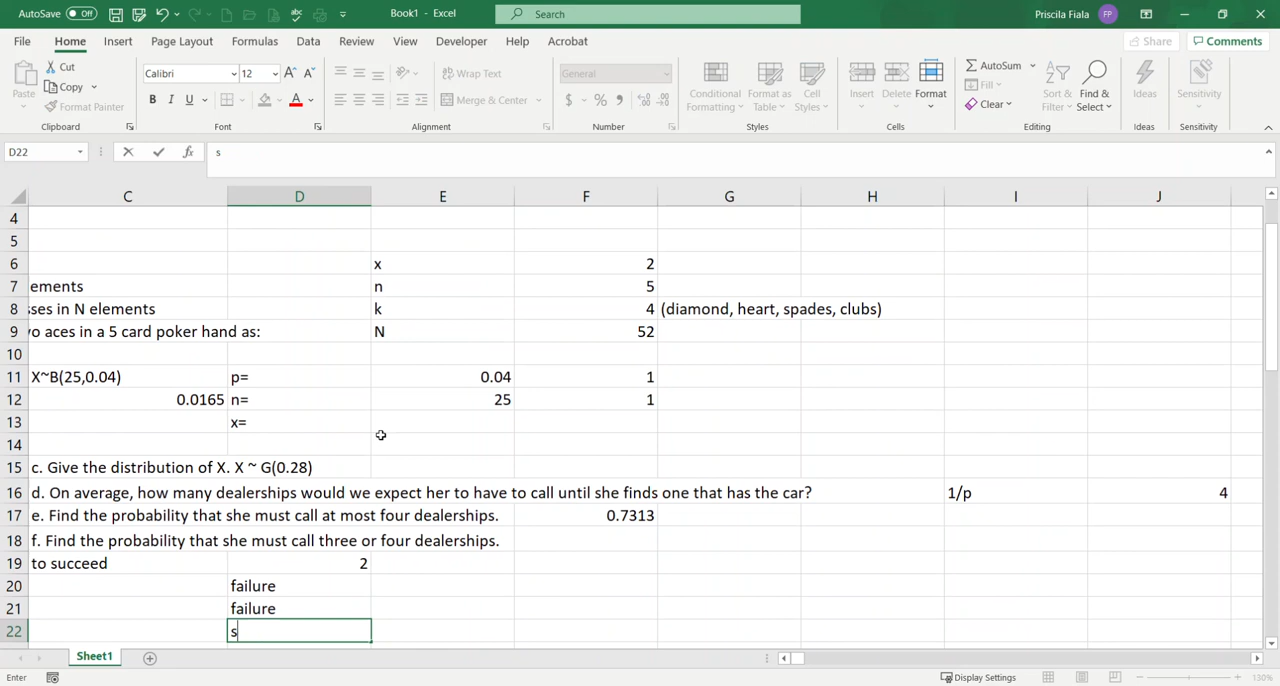 AutoSave Off Book1 - Excel Search Priscila Fiala FP
File Home Insert Page Layout Formulas Data Review View Developer Help Acrobat Share Comments
Paste Cut Copy Format Painter Clipboard
Calibri 12 A A B I U A Font
Wrap Text Merge & Center Alignment
General $ % Number
Conditional Formatting Format as Table Cell Styles Styles
Insert Delete Format Cells
AutoSum Fill Clear Sort & Filter Find & Select Editing
Ideas Ideas
Sensitivity Sensitivity
D22 fx s
C D E F G H I J
4
5
6 x 2
7 ements n 5
8 sses in N elements k 4 (diamond, heart, spades, clubs)
9 vo aces in a 5 card poker hand as: N 52
10
11 X~B(25,0.04) p= 0.04 1
12 0.0165 n= 25 1
13 x=
14
15 c. Give the distribution of X. X ~ G(0.28)
16 d. On average, how many dealerships would we expect her to have to call until she finds one that has the car? 1/p 4
17 e. Find the probability that she must call at most four dealerships. 0.7313
18 f. Find the probability that she must call three or four dealerships.
19 to succeed 2
20 failure
21 failure
22 s
Sheet1
Enter Display Settings 130%